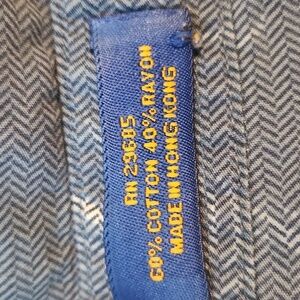 RN 29685
60% COTTON 40% RAYON
MADE IN HONG KONG